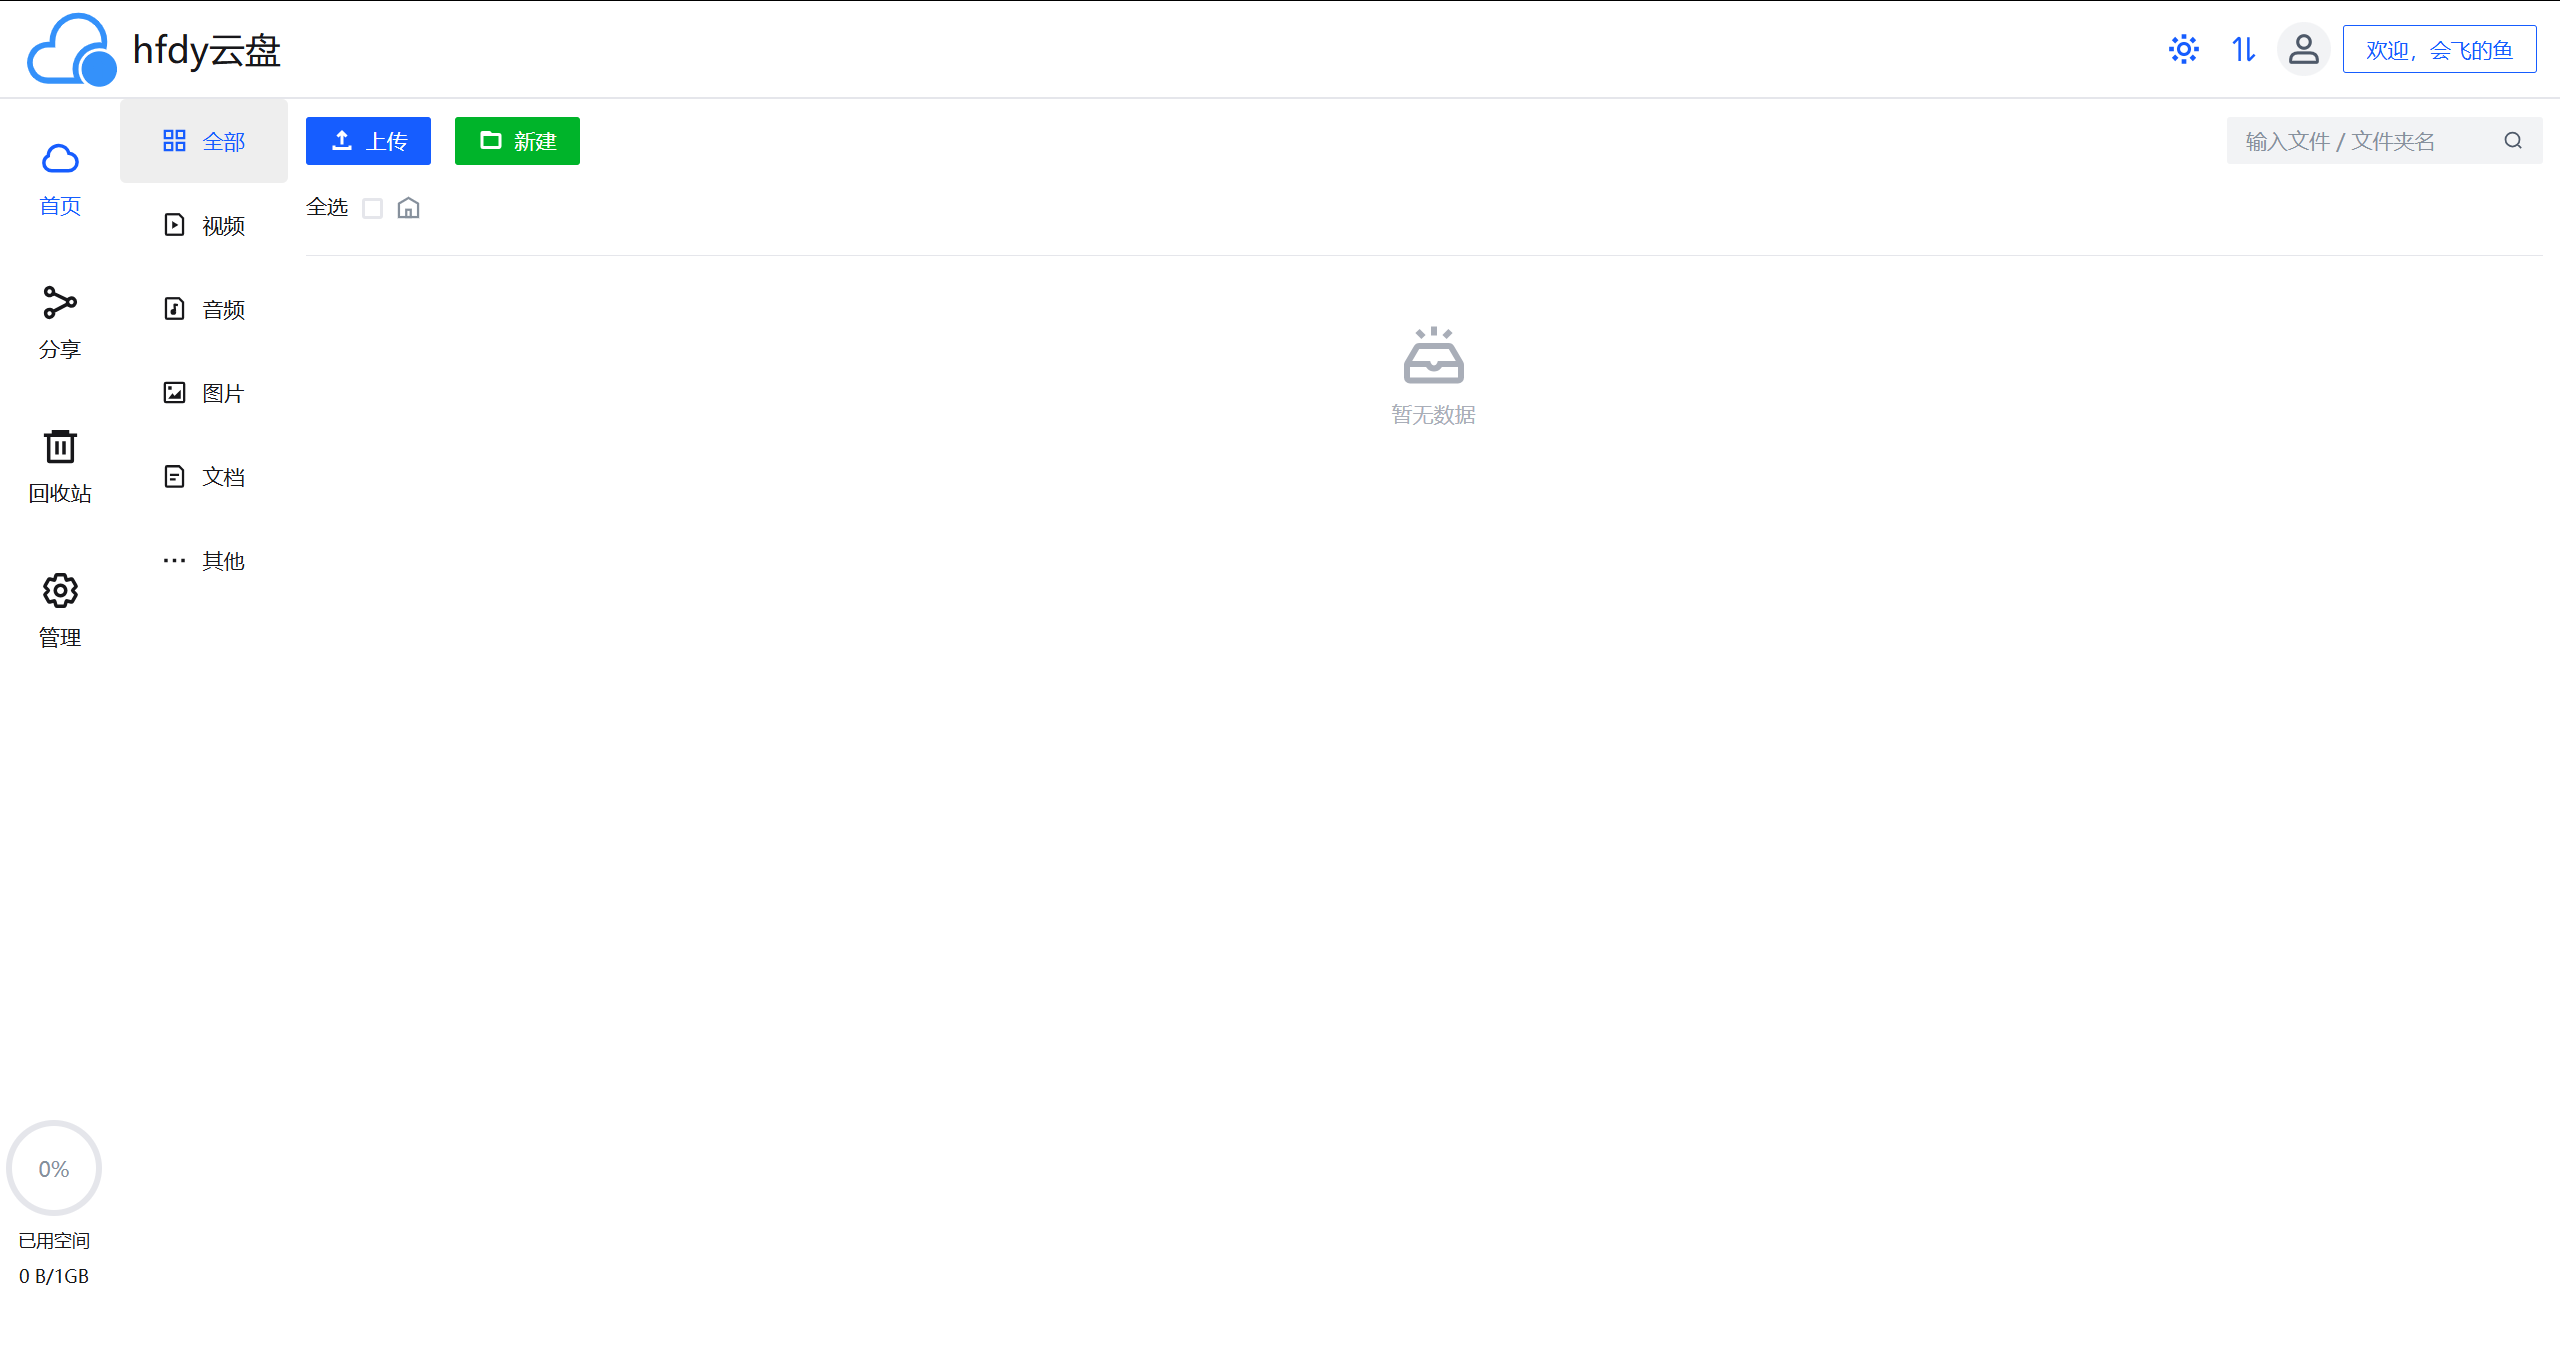 hfdy云盘
欢迎，会飞的鱼
首页
分享
回收站
管理
全部
视频
音频
图片
文档
其他
上传
新建
输入文件 / 文件夹名
全选
暂无数据
0%
已用空间
0 B/1GB